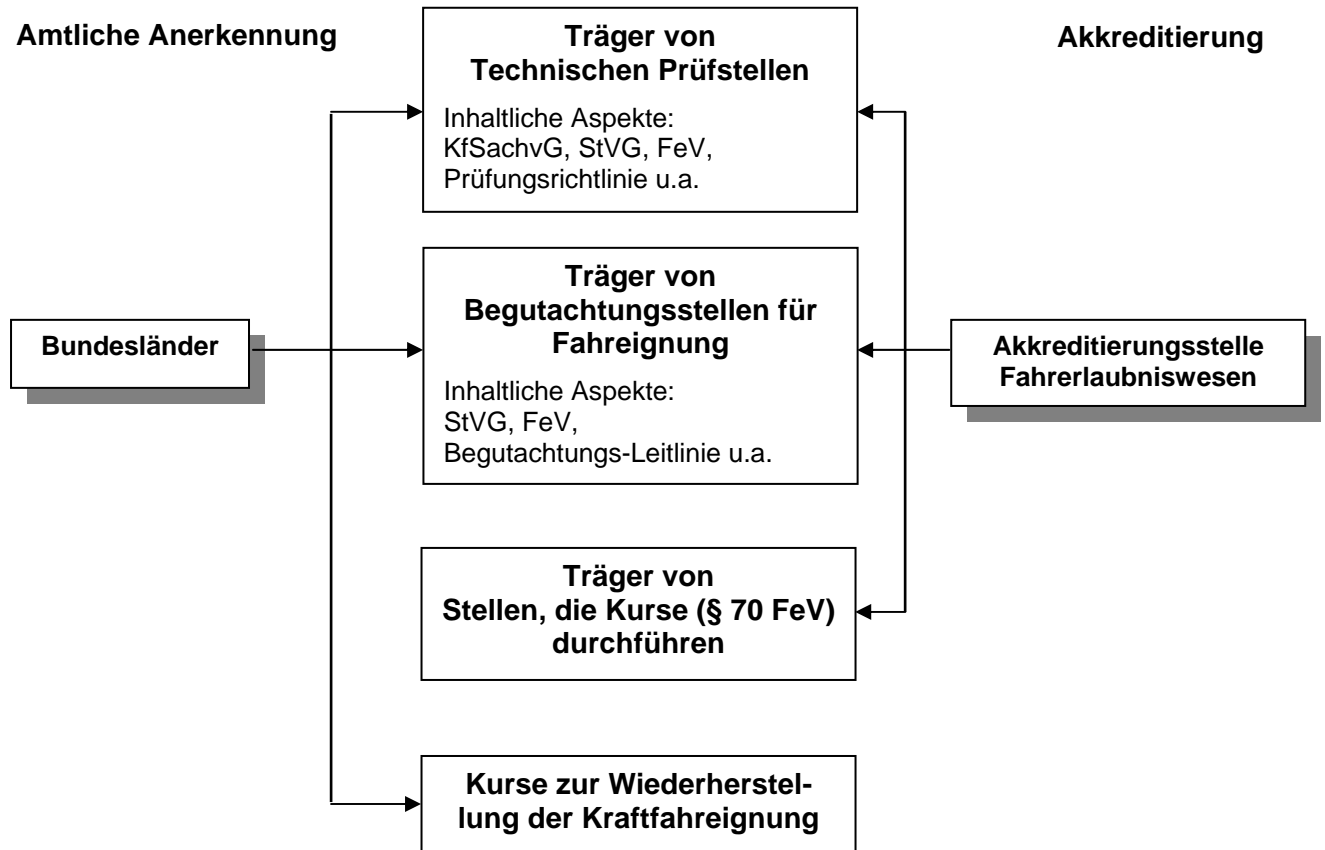 Amtliche Anerkennung
Akkreditierung
Träger von
Technischen Prüfstellen
Inhaltliche Aspekte:
KfSachvG, StVG, FeV,
Prüfungsrichtlinie u.a.
Träger von
Begutachtungsstellen für
Fahreignung
Inhaltliche Aspekte:
StVG, FeV,
Begutachtungs-Leitlinie u.a.
Bundesländer
Akkreditierungsstelle
Fahrerlaubniswesen
Träger von
Stellen, die Kurse (§ 70 FeV)
durchführen
Kurse zur Wiederherstel-
lung der Kraftfahreignung